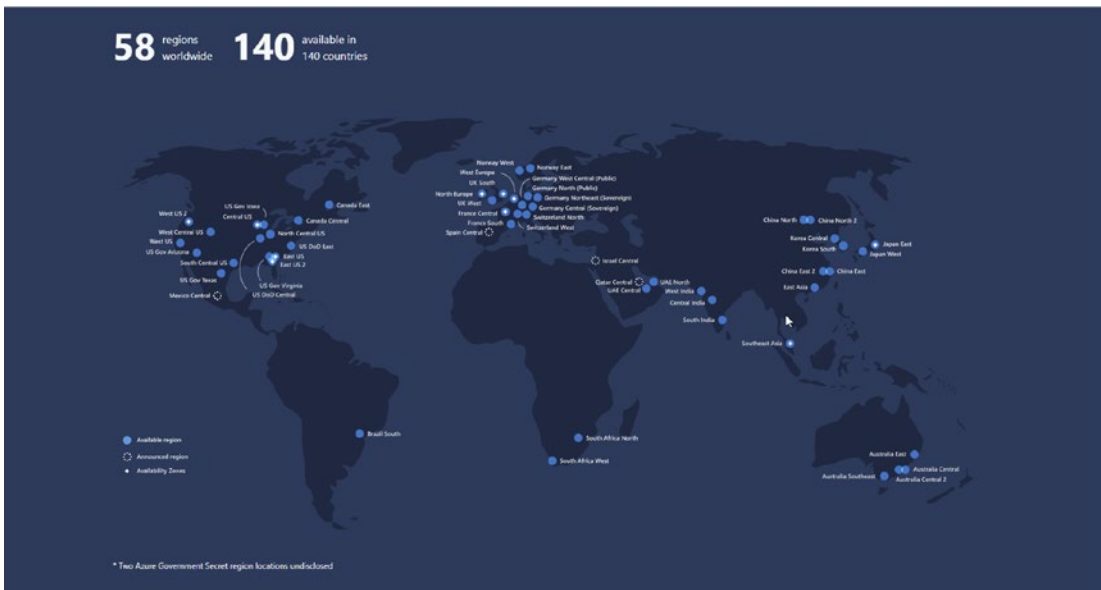 58 regions worldwide
140 available in 140 countries
Norway West
Norway East
West Europe
Germany West Central (Public)
UK South
Germany North (Public)
North Europe
Germany Northeast (Sovereign)
UK West
Germany Central (Sovereign)
France Central
Switzerland North
France South
Switzerland West
Spain Central
US Gov Iowa
Canada East
West US 2
Central US
Canada Central
West Central US
North Central US
West US
US DoD East
US Gov Arizona
East US
South Central US
East US 2
US Gov Texas
US Gov Virginia
Mexico Central
US DoD Central
China North
China North 2
Korea Central
Japan East
Korea South
Japan West
Israel Central
China East 2
China East
Qatar Central
UAE North
East Asia
UAE Central
West India
Central India
South India
Southeast Asia
Brazil South
South Africa North
South Africa West
Australia East
Australia Central
Australia Southeast
Australia Central 2
Available region
Announced region
Availability Zones
* Two Azure Government Secret region locations undisclosed